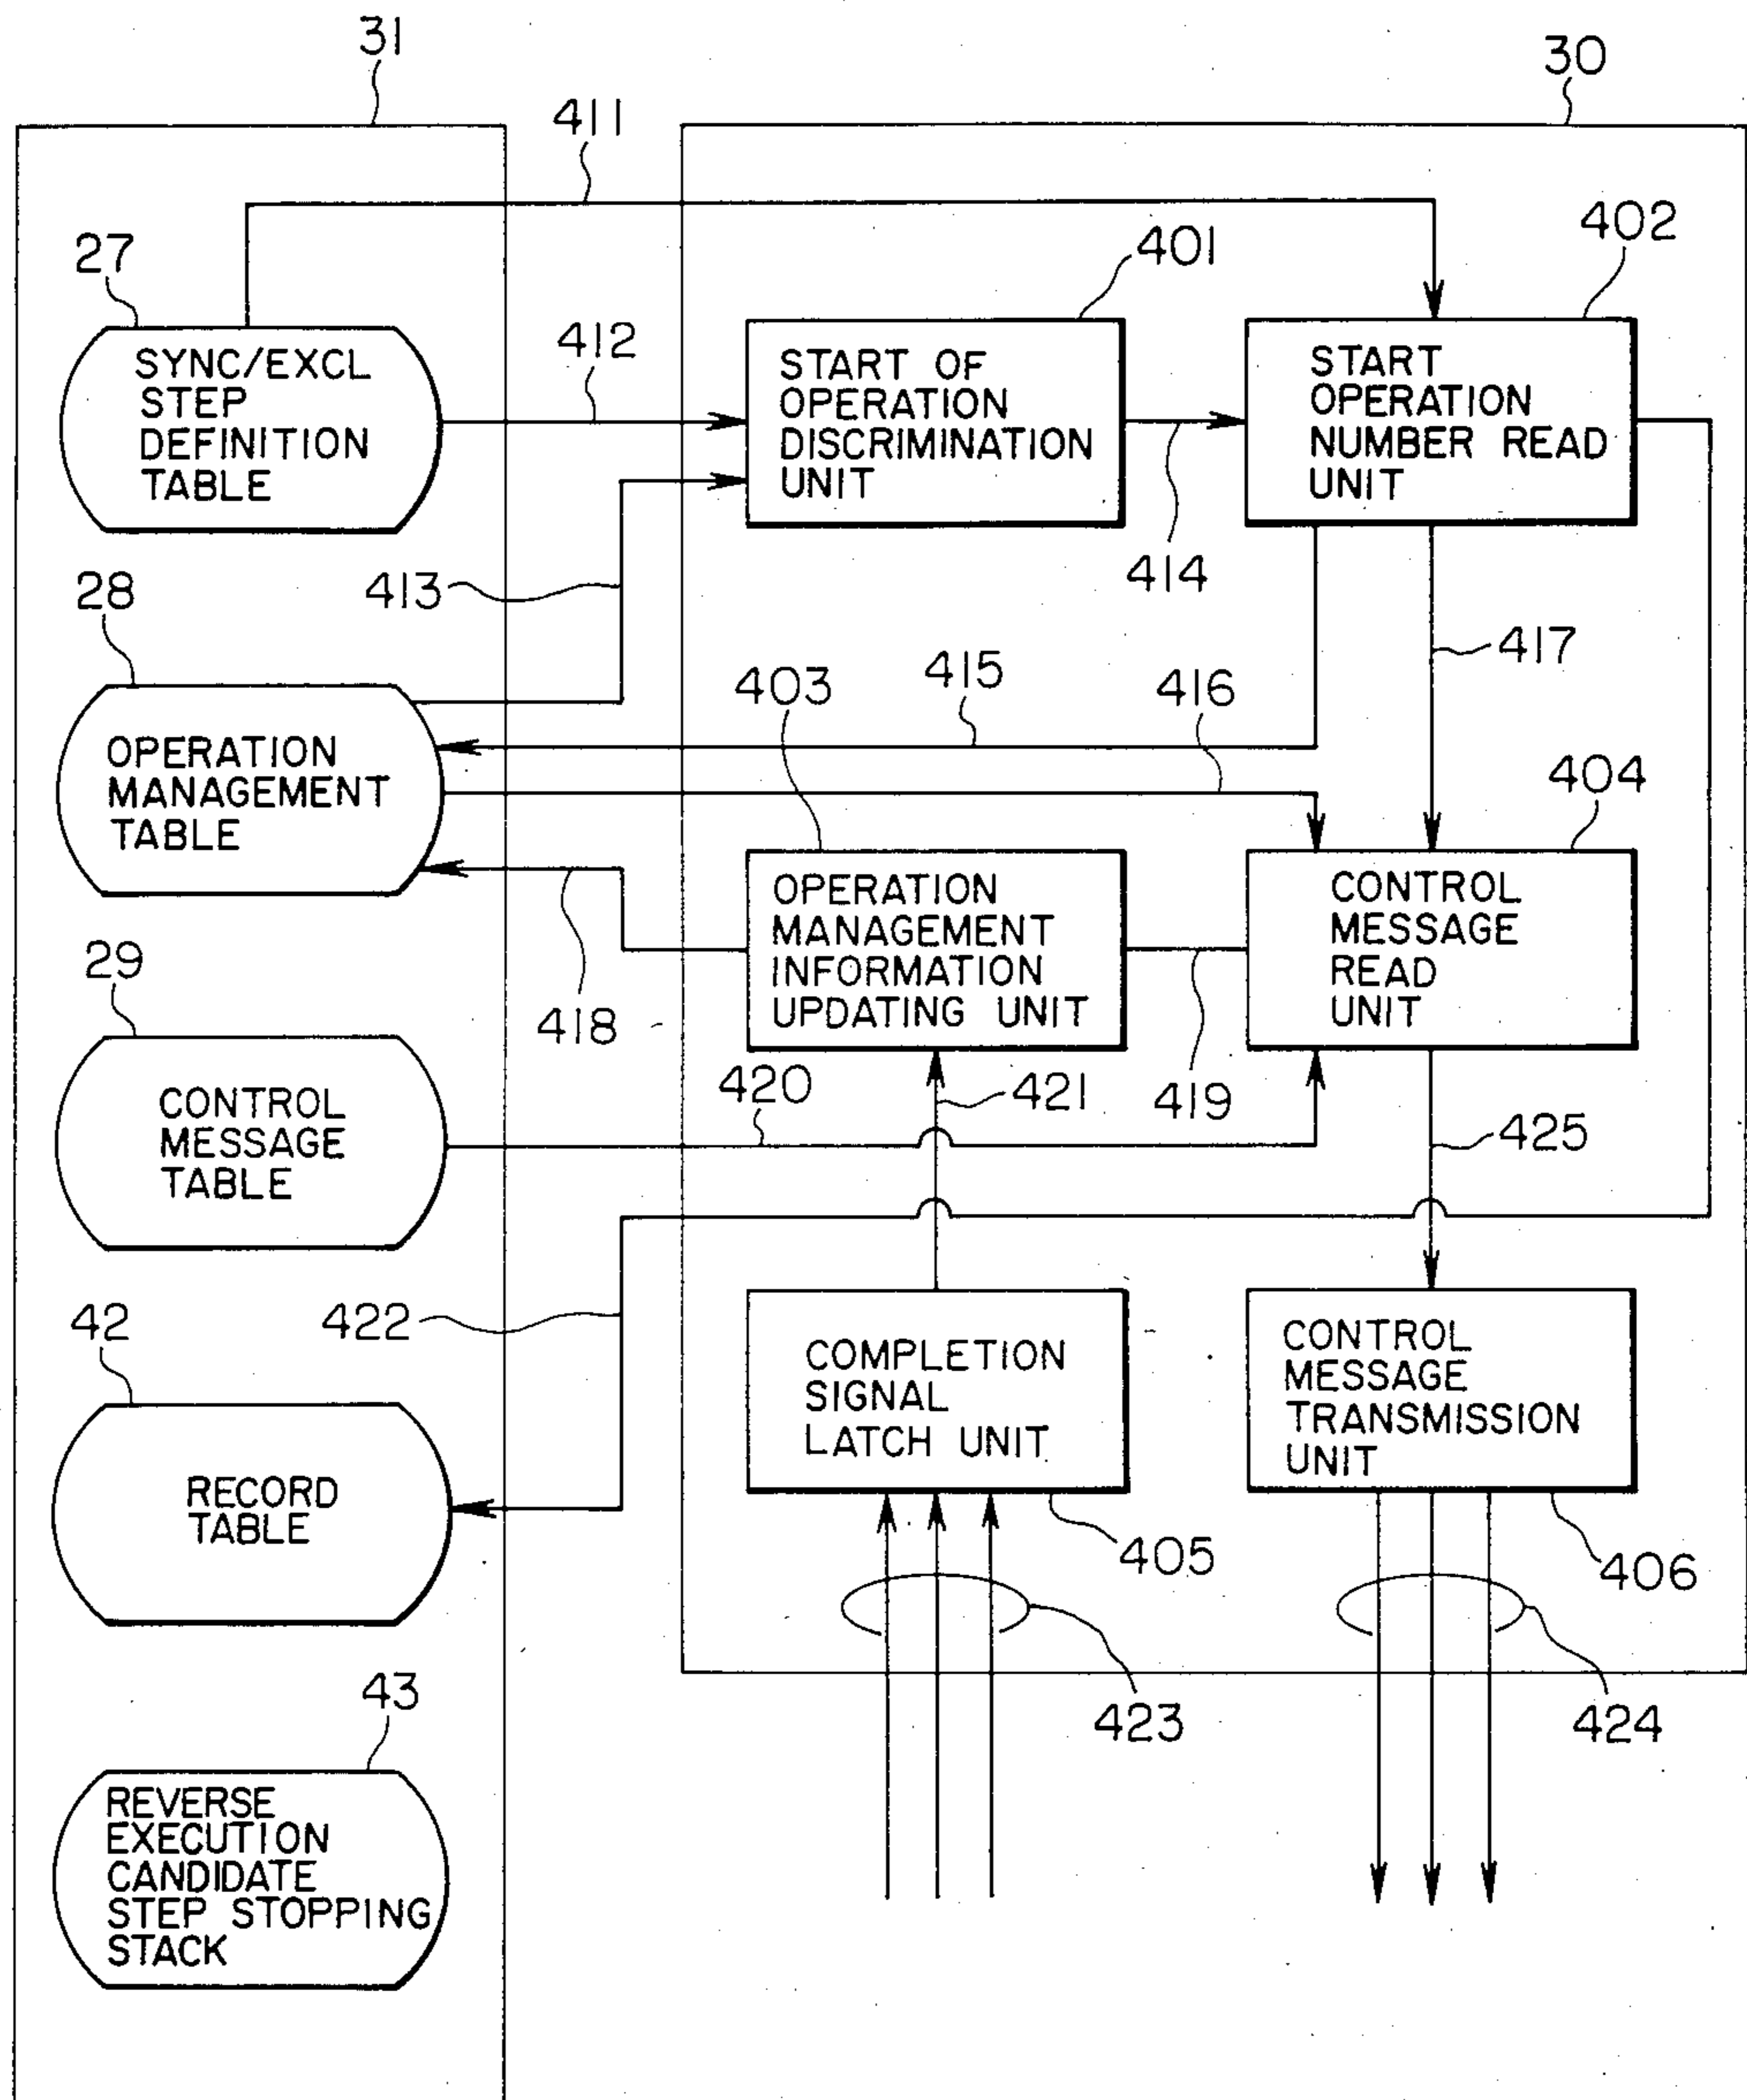 31
30
411
402
27
401
412
SYNC/EXCL
STEP
DEFINITION
TABLE
START OF
OPERATION
DISCRIMINATION
UNIT
START
OPERATION
NUMBER READ
UNIT
413
414
28
417
415
416
403
404
OPERATION
MANAGEMENT
TABLE
OPERATION
MANAGEMENT
INFORMATION
UPDATING UNIT
CONTROL
MESSAGE
READ
UNIT
29
418
420
421
419
425
CONTROL
MESSAGE
TABLE
42
422
COMPLETION
SIGNAL
LATCH UNIT
CONTROL
MESSAGE
TRANSMISSION
UNIT
RECORD
TABLE
405
406
43
423
424
REVERSE
EXECUTION
CANDIDATE
STEP STOPPING
STACK